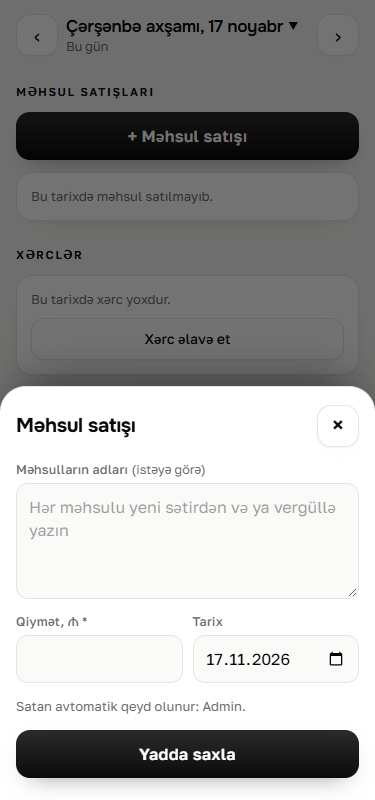 ‹
Çərşənbə axşamı, 17 noyabr ▼
Bu gün
›
MƏHSUL SATIŞLARI
+ Məhsul satışı
Bu tarixdə məhsul satılmayıb.
XƏRCLƏR
Bu tarixdə xərc yoxdur.
Xərc əlavə et
Məhsul satışı
×
Məhsulların adları (istəyə görə)
Hər məhsulu yeni sətirdən və ya vergüllə
yazın
Qiymət, ₼ *
Tarix
17.11.2026
Satan avtomatik qeyd olunur: Admin.
Yadda saxla